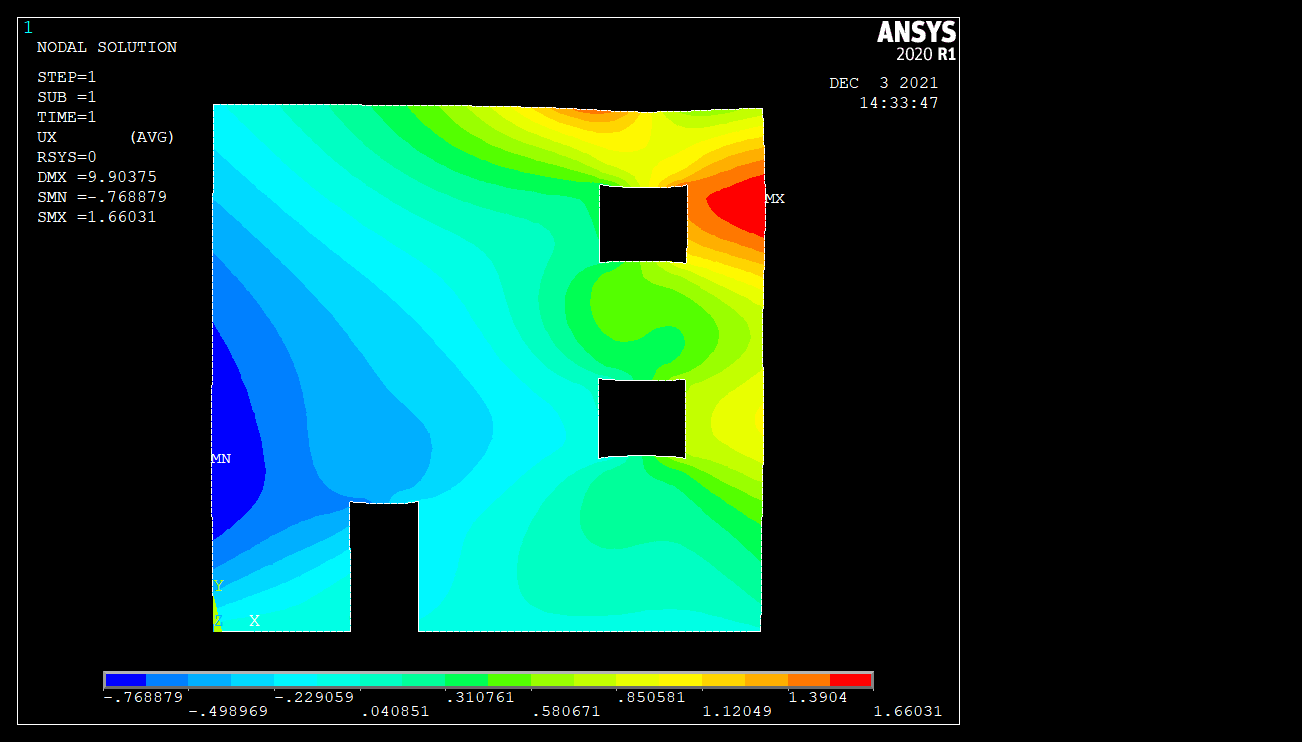 1
ANSYS
2020 R1
NODAL SOLUTION
STEP=1
SUB =1
TIME=1
UX (AVG)
RSYS=0
DMX =9.90375
SMN =-.768879
SMX =1.66031
DEC 3 2021
14:33:47
MX
MN
Y
Z X
-.768879 -.229059 .310761 .850581 1.3904
-.498969 .040851 .580671 1.12049 1.66031